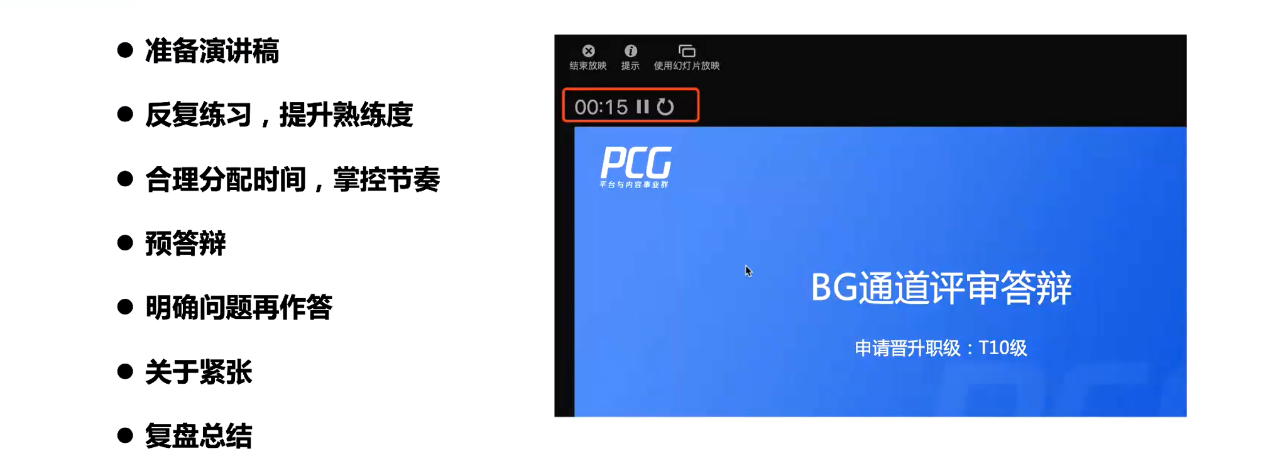 ● 准备演讲稿
● 反复练习，提升熟练度
● 合理分配时间，掌控节奏
● 预答辩
● 明确问题再作答
● 关于紧张
● 复盘总结
结束放映 提示 使用幻灯片放映
00:15
PCG
平台与内容事业群
BG通道评审答辩
申请晋升职级：T10级